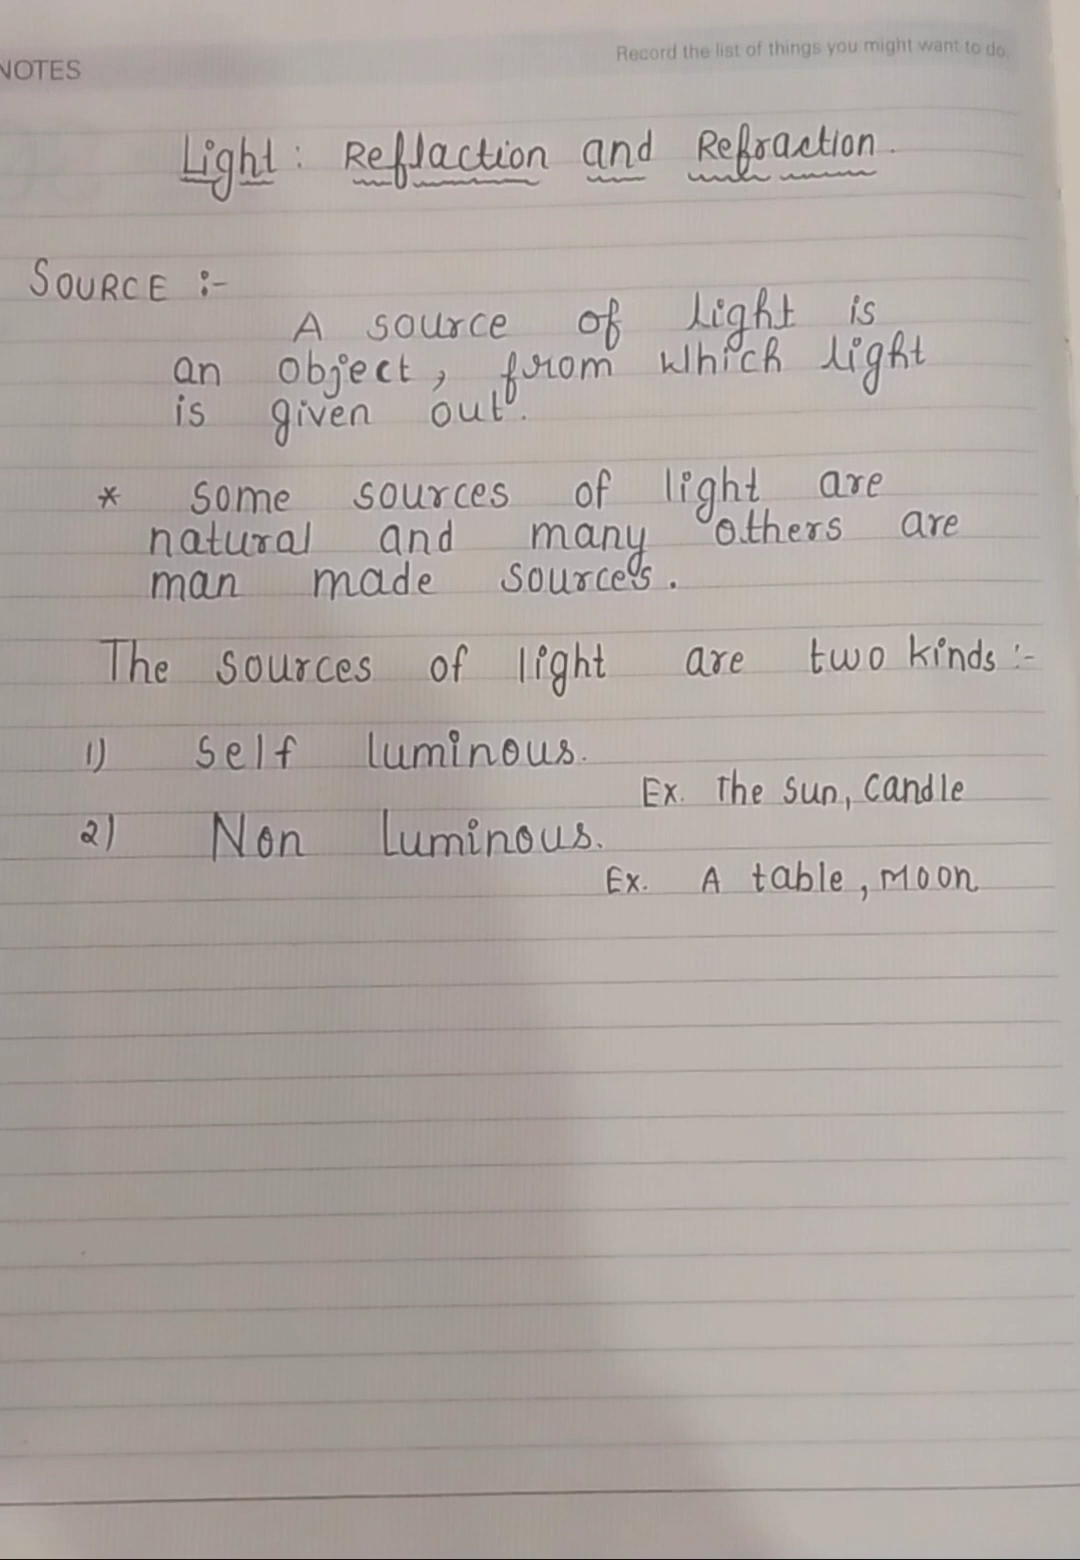 NOTES
Record the list of things you might want to do.
Light: Reflaction and Refraction.
SOURCE :-
A source of light is
an object, from which light
is given out.
* some sources of light are
natural and many others are
man made sources.
The sources of light are two kinds :-
1) Self luminous.
Ex. The sun, candle
2) Non luminous.
Ex. A table, Moon